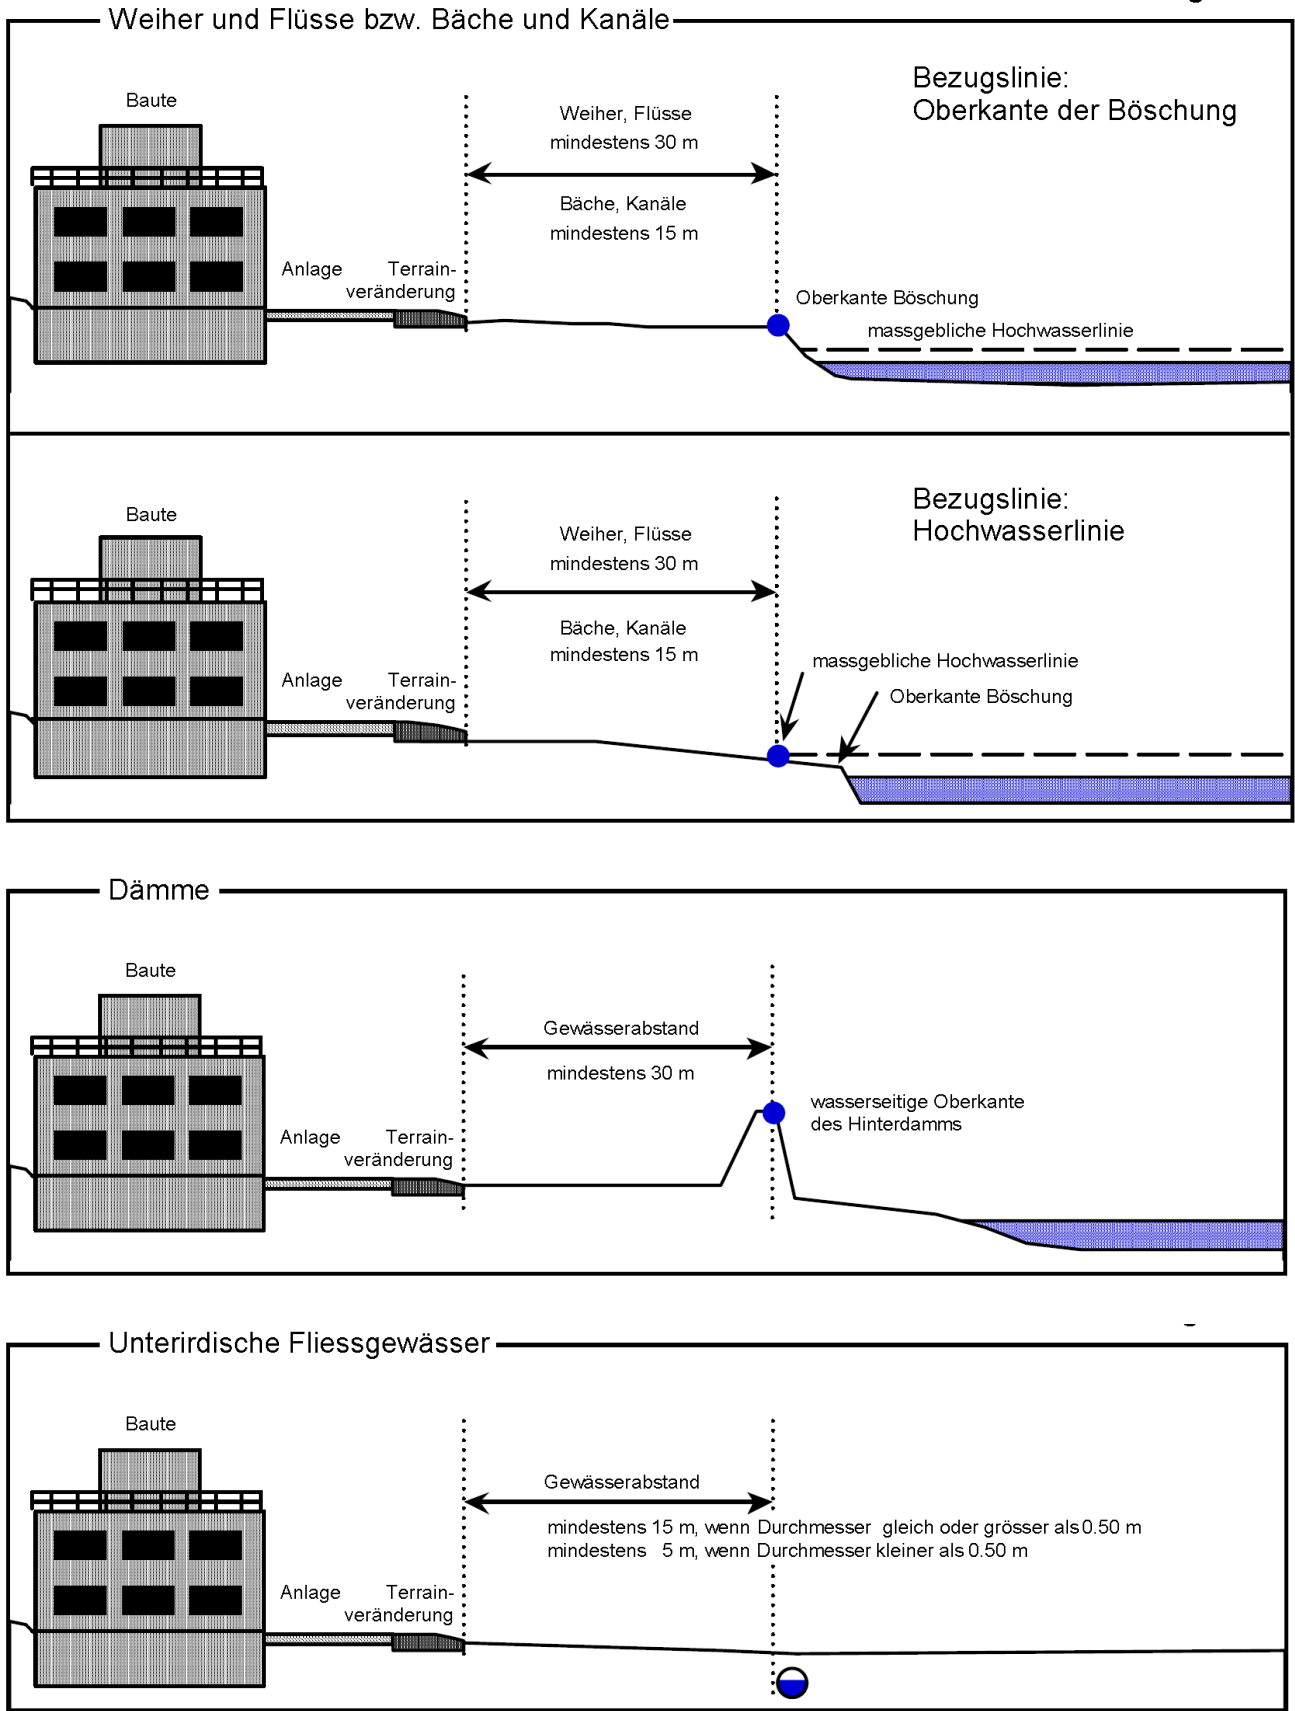 Weiher und Flüsse bzw. Bäche und Kanäle
Bezugslinie:
Oberkante der Böschung
Baute
Weiher, Flüsse
mindestens 30 m
Bäche, Kanäle
mindestens 15 m
Anlage
Terrain-
veränderung
Oberkante Böschung
massgebliche Hochwasserlinie
Bezugslinie:
Hochwasserlinie
Baute
Weiher, Flüsse
mindestens 30 m
Bäche, Kanäle
mindestens 15 m
Anlage
Terrain-
veränderung
massgebliche Hochwasserlinie
Oberkante Böschung
Dämme
Baute
Gewässerabstand
mindestens 30 m
wasserseitige Oberkante
des Hinterdamms
Anlage
Terrain-
veränderung
Unterirdische Fliessgewässer
Baute
Gewässerabstand
mindestens 15 m, wenn Durchmesser gleich oder grösser als 0.50 m
mindestens 5 m, wenn Durchmesser kleiner als 0.50 m
Anlage
Terrain-
veränderung